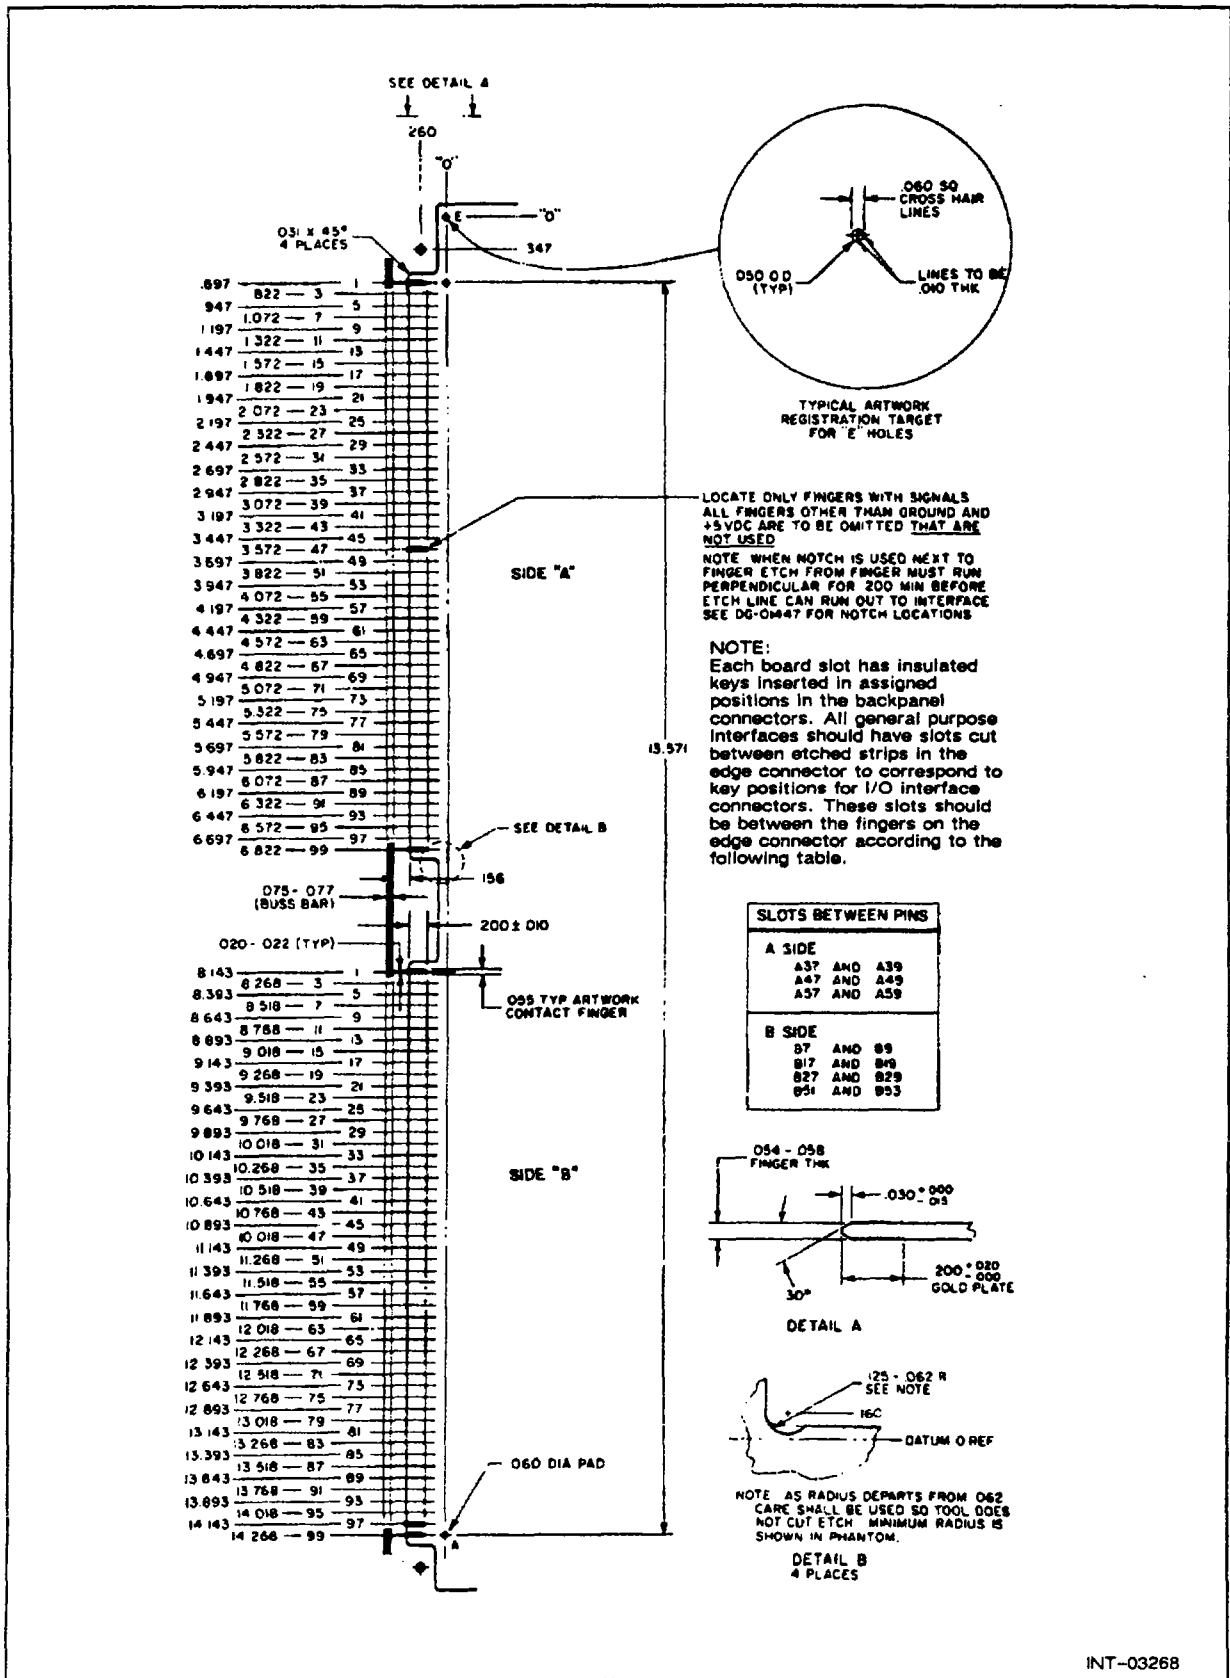 SEE DETAIL A
260
"O"
E
"O"
031 X 45°
4 PLACES
347
.697 1
822 — 3
947 5
1.072 — 7
1 197 9
1 322 — 11
1 447 13
1 572 — 15
1.697 17
1 822 — 19
1 947 21
2 072 — 23
2 197 25
2 322 — 27
2 447 29
2 572 — 31
2 697 33
2 822 — 35
2 947 37
3 072 — 39
3 197 41
3 322 — 43
3 447 45
3 572 — 47
3 697 49
3 822 — 51
3 947 53
4 072 — 55
4 197 57
4 322 — 59
4 447 61
4 572 — 63
4.697 65
4 822 — 67
4 947 69
5 072 — 71
5 197 73
5.322 — 75
5 447 77
5 572 — 79
5.697 81
5 822 — 83
5.947 85
6 072 — 87
6 197 89
6 322 — 91
6 447 93
6 572 — 95
6 697 97
6 822 — 99
SIDE "A"
SEE DETAIL B
156
075 - 077
(BUSS BAR)
200 ± 010
020 - 022 (TYP)
055 TYP ARTWORK
CONTACT FINGER
13.571
8 143 1
8 268 — 3
8.393 5
8 518 — 7
8 643 9
8 768 — 11
8 893 13
9 018 — 15
9 143 17
9 268 — 19
9 393 21
9.518 — 23
9 643 25
9 768 — 27
9 893 29
10 018 — 31
10 143 33
10.268 — 35
10 393 37
10 518 — 39
10.643 41
10 768 — 43
10 893 45
10 018 — 47
11 143 49
11.268 — 51
11 393 53
11.518 — 55
11.643 57
11 768 — 59
11 893 61
12 018 — 63
12 143 65
12 268 — 67
12 393 69
12 518 — 71
12 643 73
12 768 — 75
12 893 77
13 018 — 79
13 143 81
13 268 — 83
13.393 85
13 518 — 87
13 643 89
13 768 — 91
13.893 93
14 018 — 95
14 143 97
14 268 — 99
SIDE "B"
060 DIA PAD
A
.060 SQ
CROSS HAIR
LINES
050 O D
(TYP)
LINES TO BE
.010 THK
TYPICAL ARTWORK
REGISTRATION TARGET
FOR "E" HOLES
LOCATE ONLY FINGERS WITH SIGNALS
ALL FINGERS OTHER THAN GROUND AND
+5VDC ARE TO BE OMITTED THAT ARE
NOT USED
NOTE WHEN NOTCH IS USED NEXT TO
FINGER ETCH FROM FINGER MUST RUN
PERPENDICULAR FOR 200 MIN BEFORE
ETCH LINE CAN RUN OUT TO INTERFACE
SEE DG-01447 FOR NOTCH LOCATIONS
NOTE:
Each board slot has insulated
keys inserted in assigned
positions in the backpanel
connectors. All general purpose
interfaces should have slots cut
between etched strips in the
edge connector to correspond to
key positions for I/O interface
connectors. These slots should
be between the fingers on the
edge connector according to the
following table.
SLOTS BETWEEN PINS
A SIDE
A37 AND A39
A47 AND A49
A57 AND A59
B SIDE
B7 AND B9
B17 AND B19
B27 AND B29
B51 AND B53
054 - 058
FINGER THK
.030 +000 -015
30°
200 +020 -000
GOLD PLATE
DETAIL A
125 - .062 R
SEE NOTE
DATUM O REF
NOTE AS RADIUS DEPARTS FROM 062
CARE SHALL BE USED SO TOOL DOES
NOT CUT ETCH MINIMUM RADIUS IS
SHOWN IN PHANTOM.
DETAIL B
4 PLACES
INT-03268